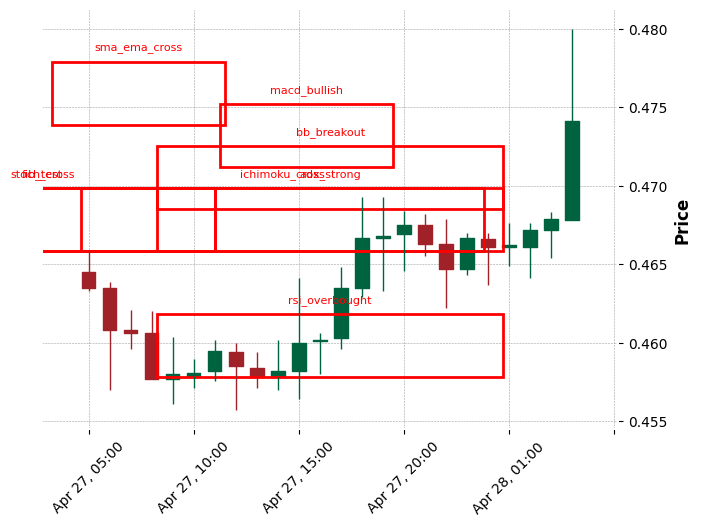 sma_ema_cross
macd_bullish
bb_breakout
ichimoku_cross
adx_strong
rsi_overbought
0.480
0.475
0.470
0.465
0.460
0.455
Price
Apr 27, 05:00
Apr 27, 10:00
Apr 27, 15:00
Apr 27, 20:00
Apr 28, 01:00